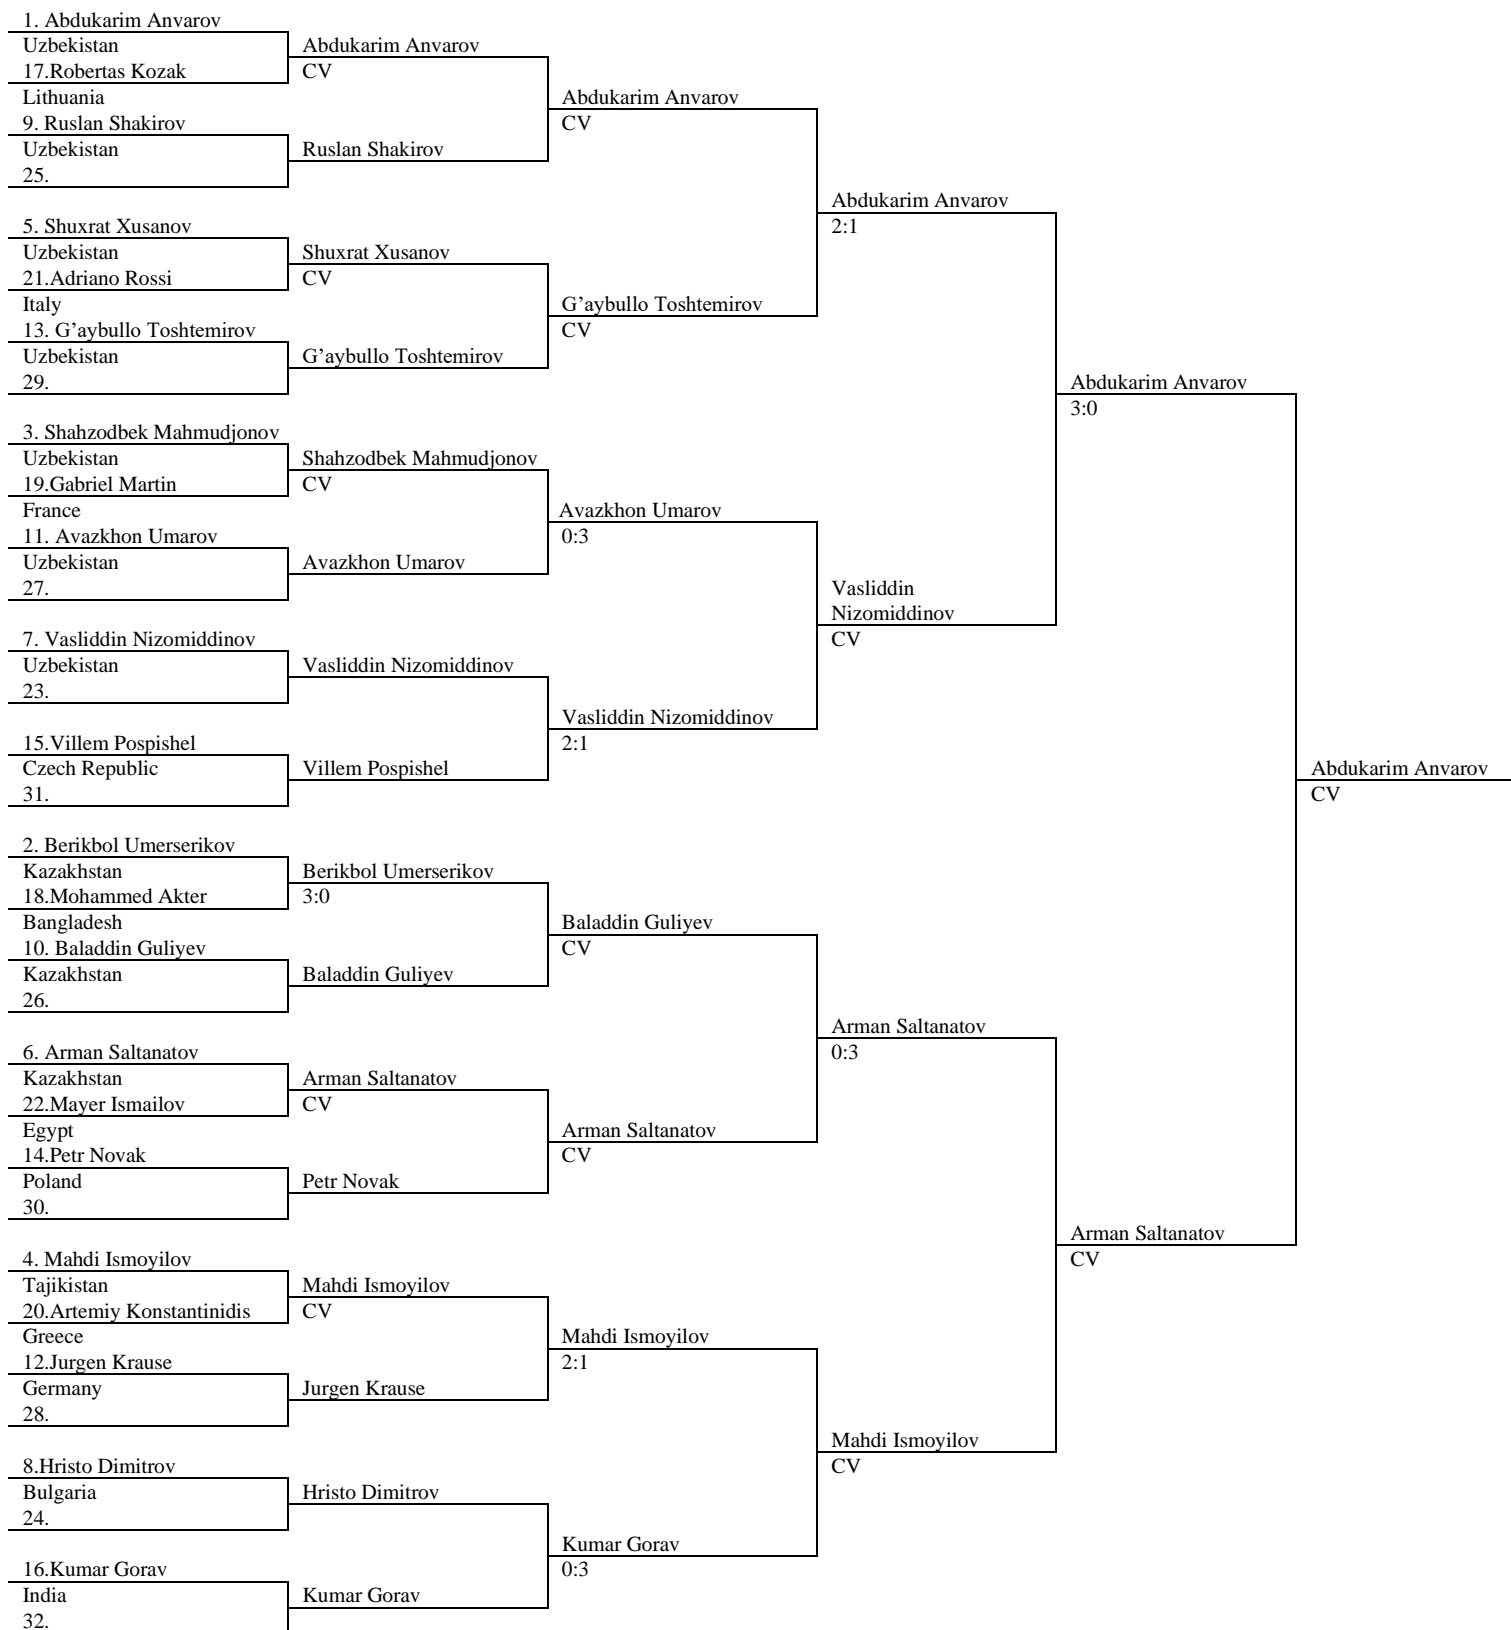 1. Abdukarim Anvarov
Uzbekistan
17.Robertas Kozak
Lithuania
9. Ruslan Shakirov
Uzbekistan
25.
5. Shuxrat Xusanov
Uzbekistan
21.Adriano Rossi
Italy
13. G’aybullo Toshtemirov
Uzbekistan
29.
3. Shahzodbek Mahmudjonov
Uzbekistan
19.Gabriel Martin
France
11. Avazkhon Umarov
Uzbekistan
27.
7. Vasliddin Nizomiddinov
Uzbekistan
23.
15.Villem Pospishel
Czech Republic
31.
2. Berikbol Umerserikov
Kazakhstan
18.Mohammed Akter
Bangladesh
10. Baladdin Guliyev
Kazakhstan
26.
6. Arman Saltanatov
Kazakhstan
22.Mayer Ismailov
Egypt
14.Petr Novak
Poland
30.
4. Mahdi Ismoyilov
Tajikistan
20.Artemiy Konstantinidis
Greece
12.Jurgen Krause
Germany
28.
8.Hristo Dimitrov
Bulgaria
24.
16.Kumar Gorav
India
32.
Abdukarim Anvarov
CV
Ruslan Shakirov
Shuxrat Xusanov
CV
G’aybullo Toshtemirov
Shahzodbek Mahmudjonov
CV
Avazkhon Umarov
Vasliddin Nizomiddinov
Villem Pospishel
Berikbol Umerserikov
3:0
Baladdin Guliyev
Arman Saltanatov
CV
Petr Novak
Mahdi Ismoyilov
CV
Jurgen Krause
Hristo Dimitrov
Kumar Gorav
Abdukarim Anvarov
CV
G’aybullo Toshtemirov
CV
Avazkhon Umarov
0:3
Vasliddin Nizomiddinov
2:1
Baladdin Guliyev
CV
Arman Saltanatov
CV
Mahdi Ismoyilov
2:1
Kumar Gorav
0:3
Abdukarim Anvarov
2:1
Vasliddin
Nizomiddinov
CV
Arman Saltanatov
0:3
Mahdi Ismoyilov
CV
Abdukarim Anvarov
3:0
Arman Saltanatov
CV
Abdukarim Anvarov
CV